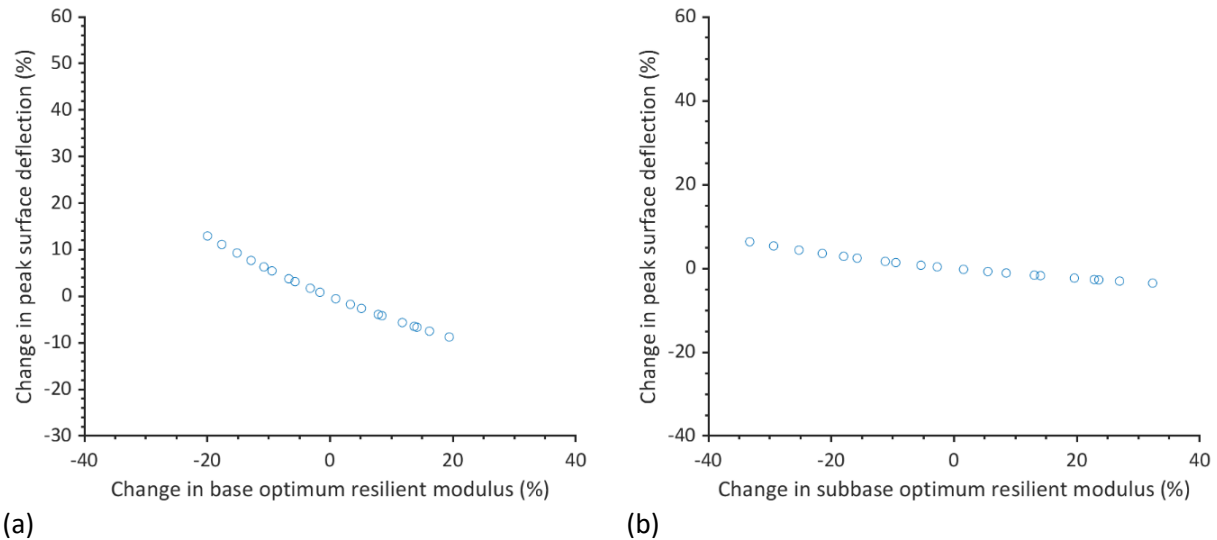 60
50
40
30
20
10
0
-10
-20
-30
-40 -20 0 20 40
Change in peak surface deflection (%)
Change in base optimum resilient modulus (%)
(a)
60
40
20
0
-20
-40
-40 -20 0 20 40
Change in peak surface deflection (%)
Change in subbase optimum resilient modulus (%)
(b)